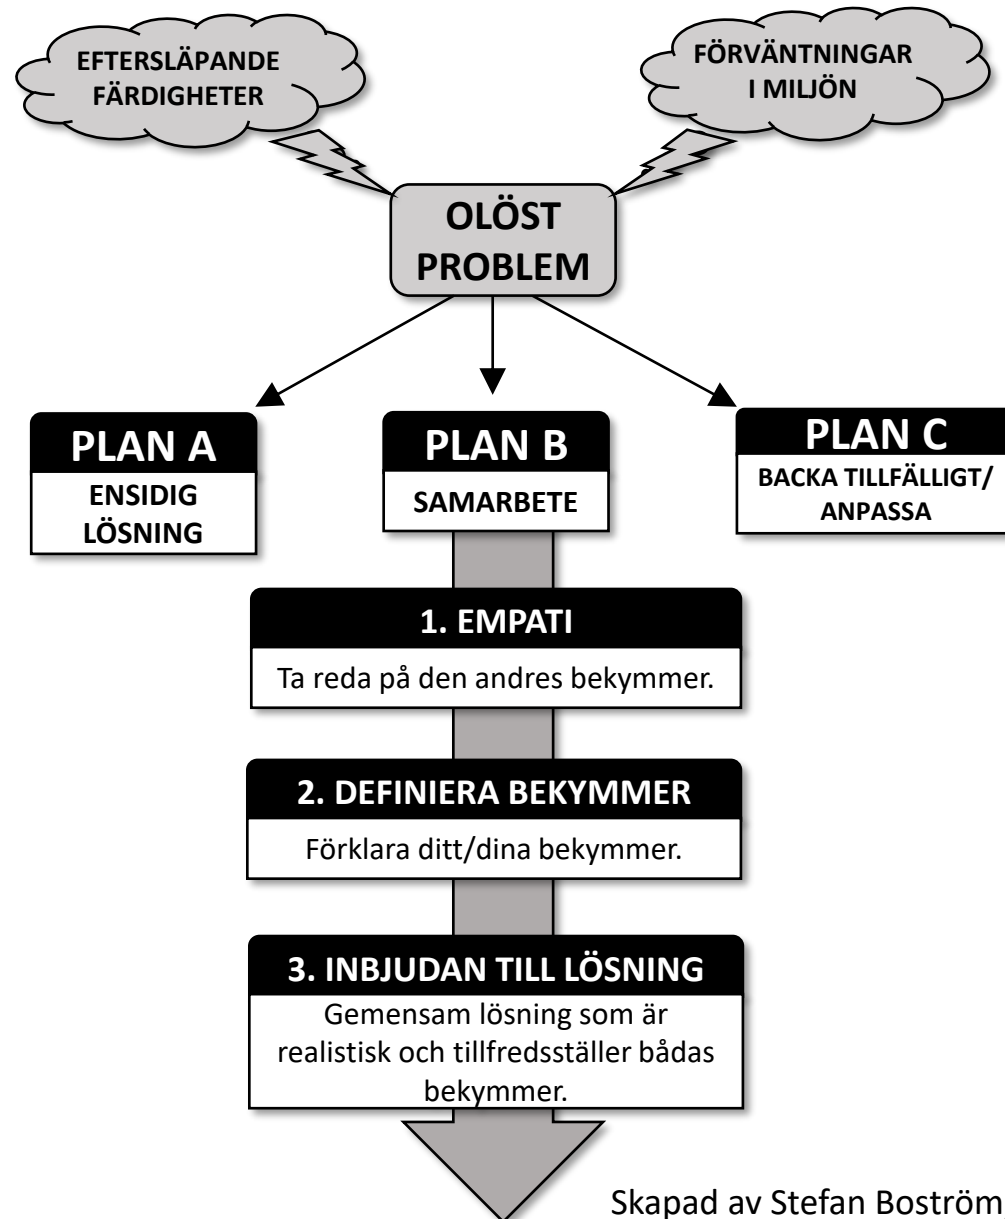 EFTERSLÄPANDE
FÄRDIGHETER
FÖRVÄNTNINGAR
I MILJÖN
OLÖST
PROBLEM
PLAN A
ENSIDIG
LÖSNING
PLAN B
SAMARBETE
PLAN C
BACKA TILLFÄLLIGT/
ANPASSA
1. EMPATI
Ta reda på den andres bekymmer.
2. DEFINIERA BEKYMMER
Förklara ditt/dina bekymmer.
3. INBJUDAN TILL LÖSNING
Gemensam lösning som är
realistisk och tillfredsställer bådas
bekymmer.
Skapad av Stefan Boström